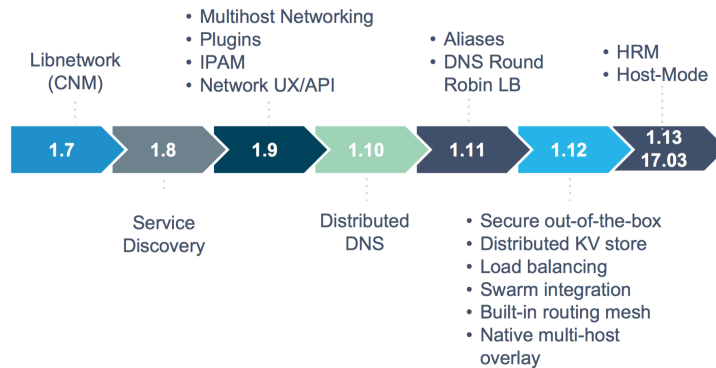 • Multihost Networking
• Plugins
• IPAM
• Network UX/API
Libnetwork
(CNM)
• Aliases
• DNS Round
Robin LB
• HRM
• Host-Mode
1.7
1.8
1.9
1.10
1.11
1.12
1.13
17.03
Service
Discovery
Distributed
DNS
• Secure out-of-the-box
• Distributed KV store
• Load balancing
• Swarm integration
• Built-in routing mesh
• Native multi-host
overlay